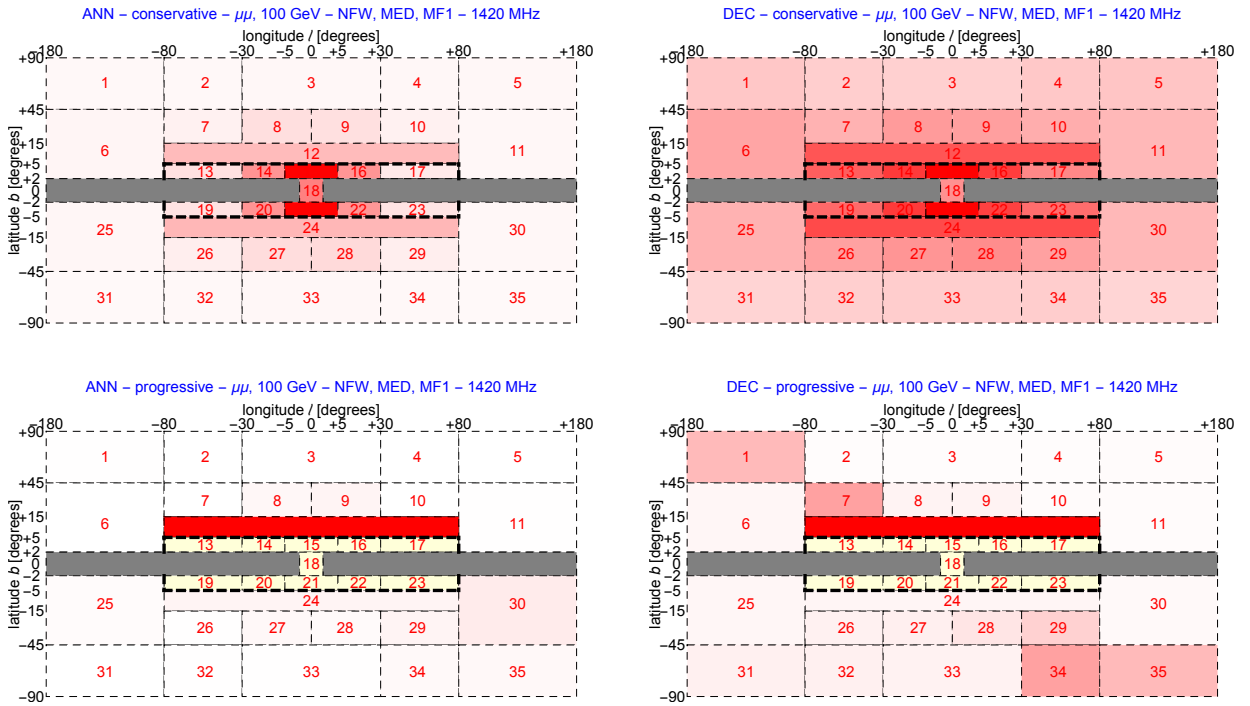 ANN − conservative − μμ, 100 GeV − NFW, MED, MF1 − 1420 MHz
longitude l [degrees]
−180 −80 −30 −5 0 +5 +30 +80 +180
latitude b [degrees]
+90
+45
+15
+5
+2
0
−2
−5
−15
−45
−90
1 2 3 4 5
6 7 8 9 10 11
12
13 14 16 17
18
19 20 22 23
24
25 26 27 28 29 30
31 32 33 34 35
DEC − conservative − μμ, 100 GeV − NFW, MED, MF1 − 1420 MHz
longitude l [degrees]
−180 −80 −30 −5 0 +5 +30 +80 +180
latitude b [degrees]
+90
+45
+15
+5
+2
0
−2
−5
−15
−45
−90
1 2 3 4 5
6 7 8 9 10 11
12
13 14 16 17
18
19 20 22 23
24
25 26 27 28 29 30
31 32 33 34 35
ANN − progressive − μμ, 100 GeV − NFW, MED, MF1 − 1420 MHz
longitude l [degrees]
−180 −80 −30 −5 0 +5 +30 +80 +180
latitude b [degrees]
+90
+45
+15
+5
+2
0
−2
−5
−15
−45
−90
1 2 3 4 5
6 7 8 9 10 11
13 14 15 16 17
18
19 20 21 22 23
24
25 26 27 28 29 30
31 32 33 34 35
DEC − progressive − μμ, 100 GeV − NFW, MED, MF1 − 1420 MHz
longitude l [degrees]
−180 −80 −30 −5 0 +5 +30 +80 +180
latitude b [degrees]
+90
+45
+15
+5
+2
0
−2
−5
−15
−45
−90
1 2 3 4 5
6 7 8 9 10 11
13 14 15 16 17
18
19 20 21 22 23
24
25 26 27 28 29 30
31 32 33 34 35